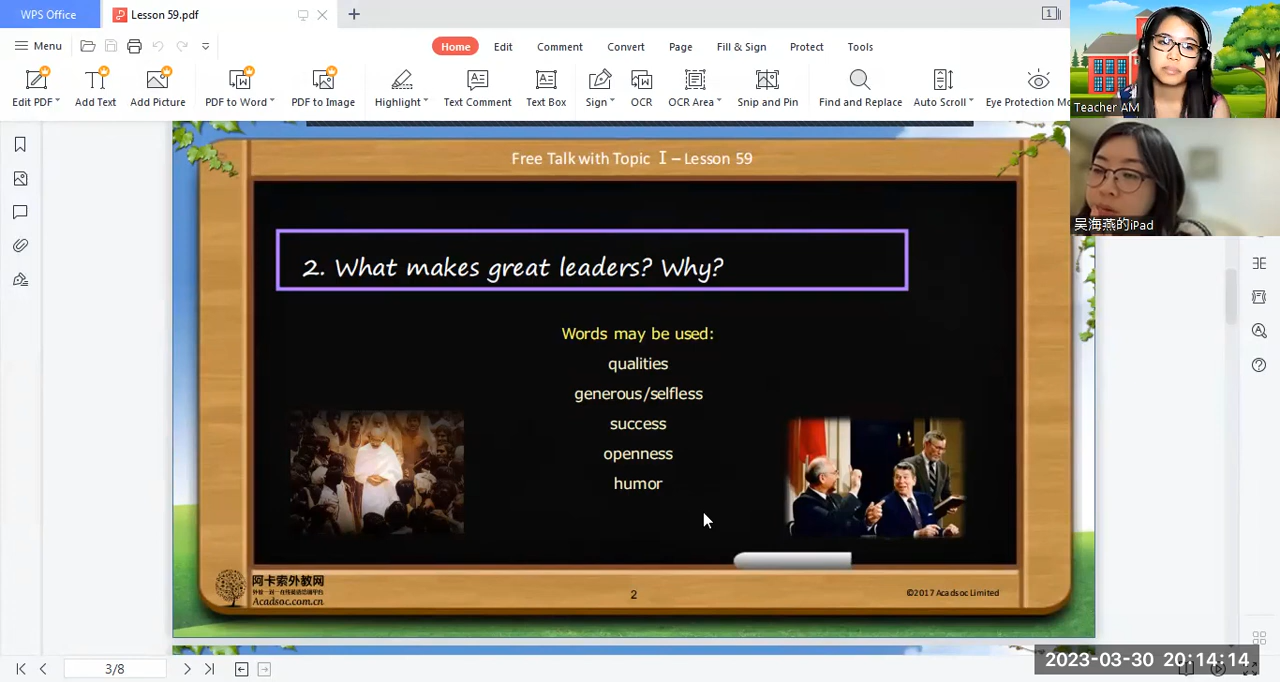 WPS Office
Lesson 59.pdf
Menu
Home Edit Comment Convert Page Fill & Sign Protect Tools
Edit PDF Add Text Add Picture PDF to Word PDF to Image Highlight Text Comment Text Box Sign OCR OCR Area Snip and Pin Find and Replace Auto Scroll Eye Protection Mo
Teacher AM
吴海燕的iPad
Free Talk with Topic Ⅰ – Lesson 59
2. What makes great leaders? Why?
Words may be used:
qualities
generous/selfless
success
openness
humor
阿卡索外教网
Acadsoc.com.cn
2
©2017 Acadsoc Limited
3/8
2023-03-30 20:14:14